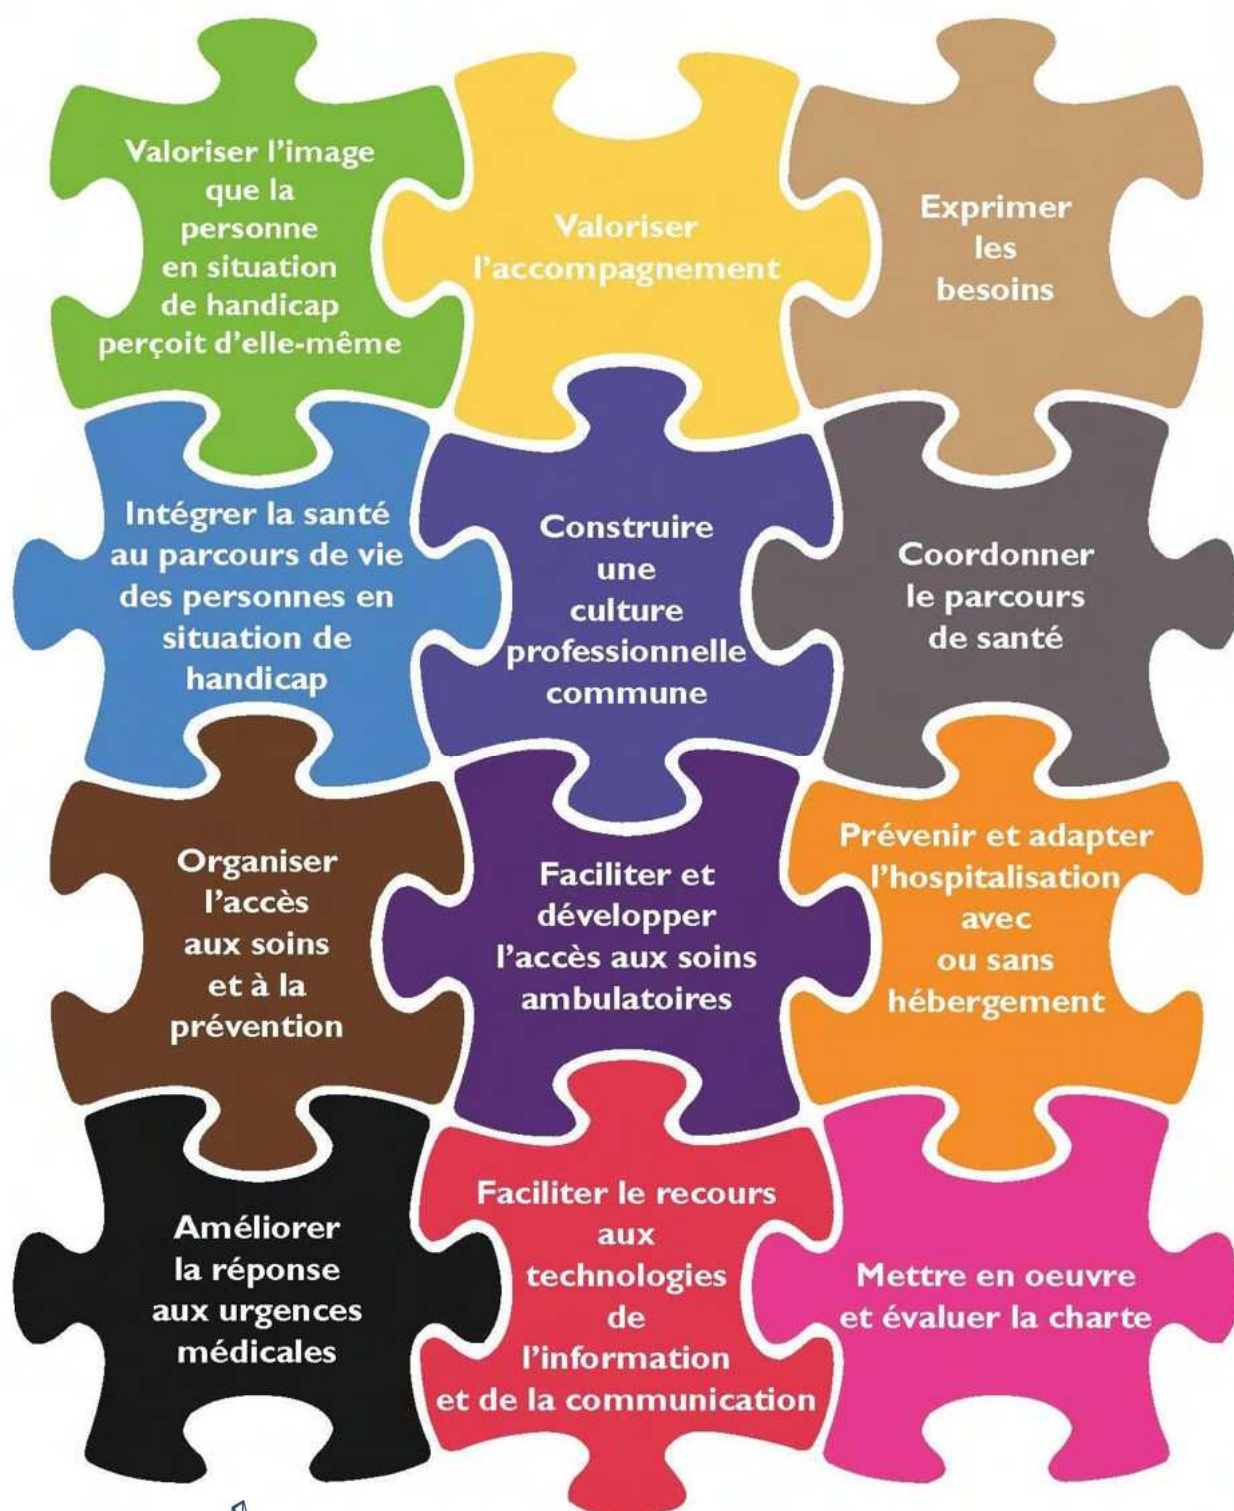 Valoriser l'image
que la
personne
en situation
de handicap
perçoit d'elle-même
Valoriser
l'accompagnement
Exprimer
les
besoins
Intégrer la santé
au parcours de vie
des personnes en
situation de
handicap
Construire
une
culture
professionnelle
commune
Coordonner
le parcours
de santé
Organiser
l'accès
aux soins
et à la
prévention
Faciliter et
développer
l'accès aux soins
ambulatoires
Prévenir et adapter
l'hospitalisation
avec
ou sans
hébergement
Améliorer
la réponse
aux urgences
médicales
Faciliter le recours
aux
technologies
de
l'information
et de la communication
Mettre en oeuvre
et évaluer la charte